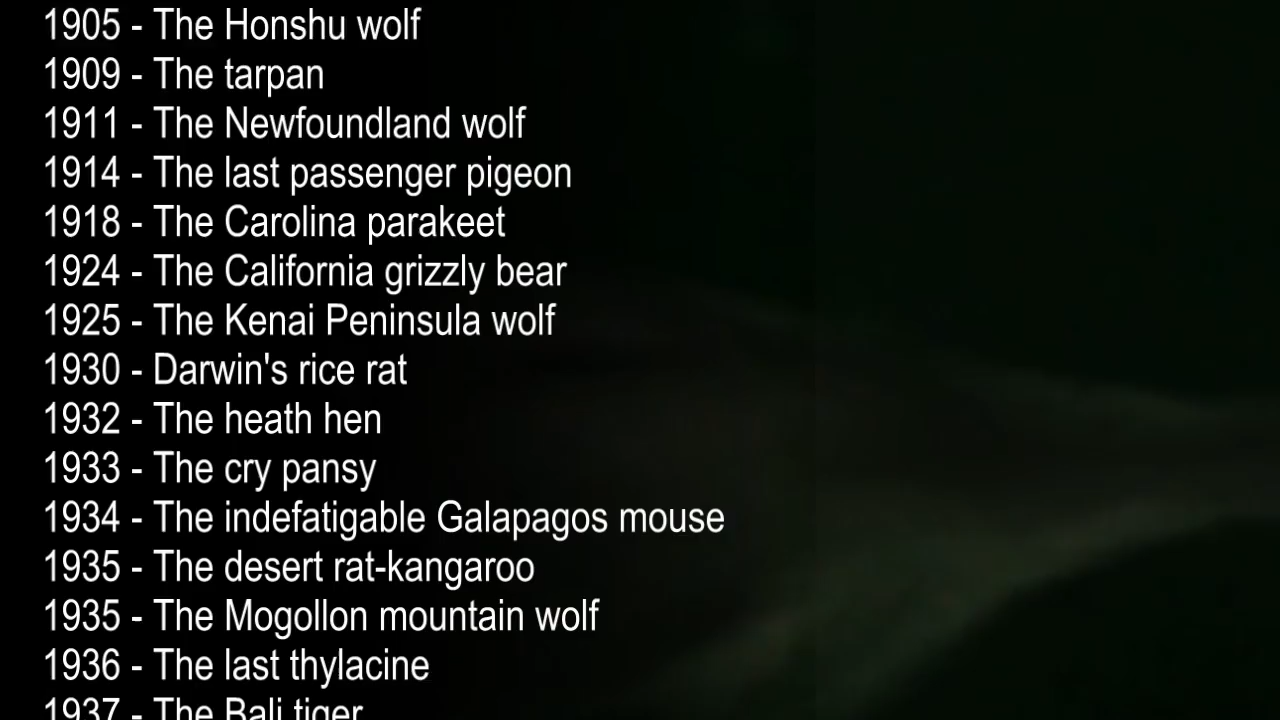 1905 - The Honshu wolf
1909 - The tarpan
1911 - The Newfoundland wolf
1914 - The last passenger pigeon
1918 - The Carolina parakeet
1924 - The California grizzly bear
1925 - The Kenai Peninsula wolf
1930 - Darwin's rice rat
1932 - The heath hen
1933 - The cry pansy
1934 - The indefatigable Galapagos mouse
1935 - The desert rat-kangaroo
1935 - The Mogollon mountain wolf
1936 - The last thylacine
1937 - The Bali tiger